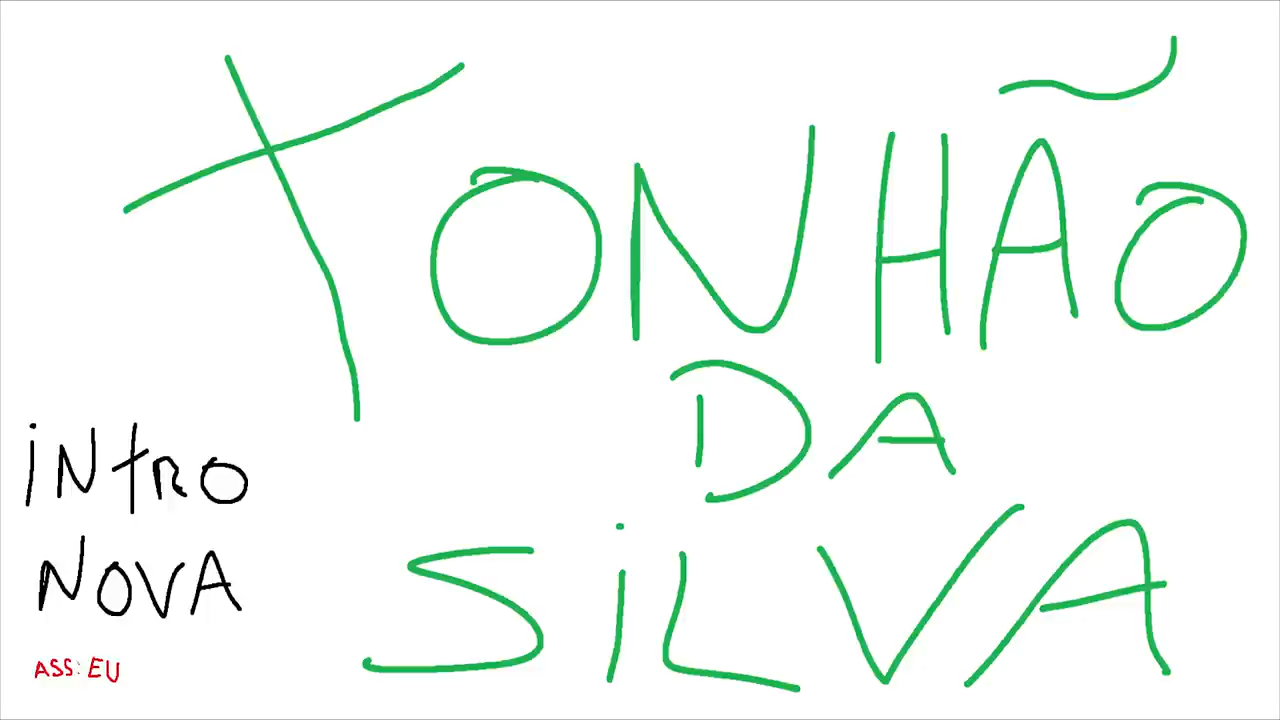 TONHÃO
DA
SiLVA
iNtRO
NOVA
ASS: EU